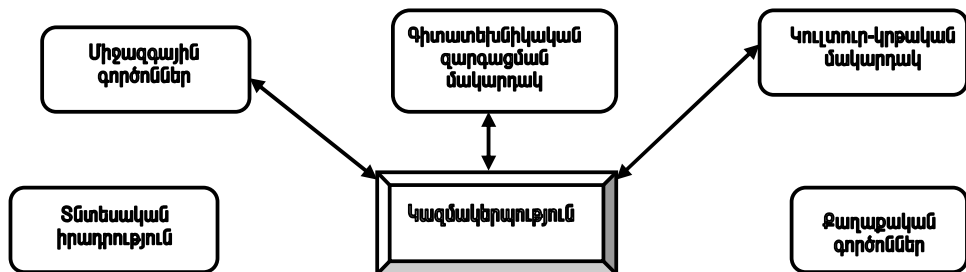 Միջազգային
գործոններ
Գիտատեխնիկական
զարգացման
մակարդակ
Կուլտուր-կրթական
մակարդակ
Տնտեսական
իրադրություն
Կազմակերպություն
Քաղաքական
գործոններ